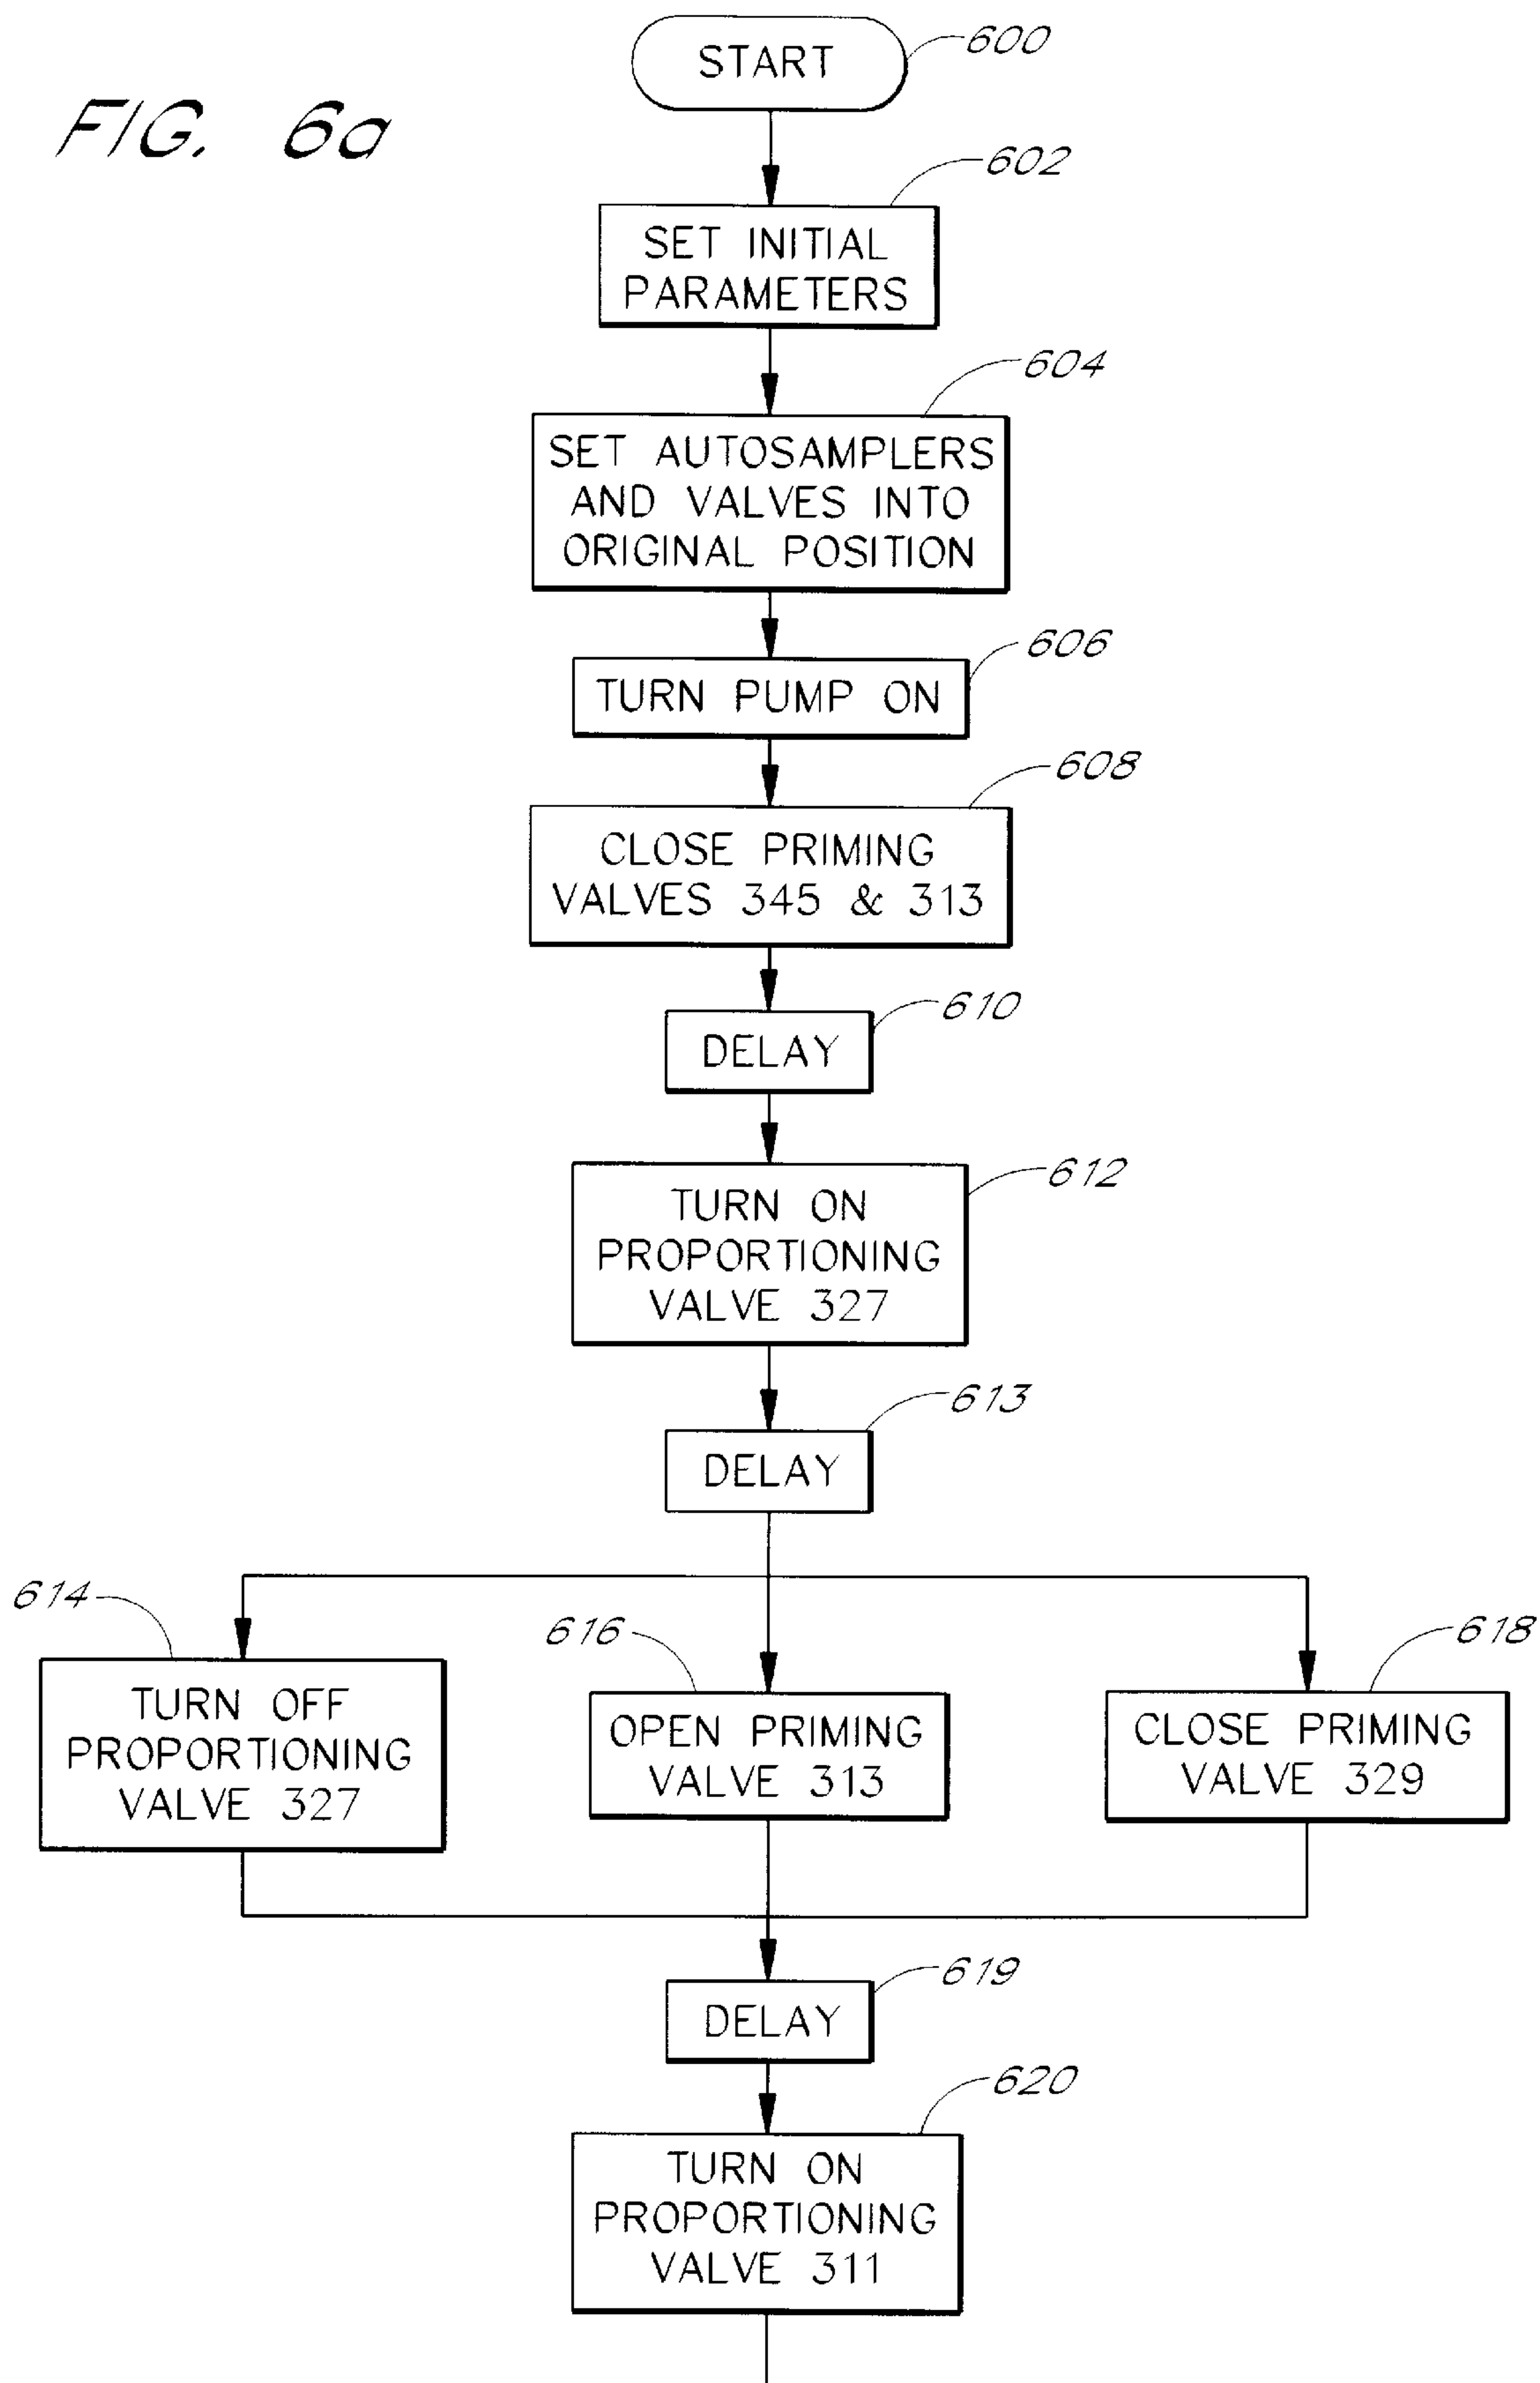 FIG. 6a
START
600
602
SET INITIAL
PARAMETERS
604
SET AUTOSAMPLERS
AND VALVES INTO
ORIGINAL POSITION
606
TURN PUMP ON
608
CLOSE PRIMING
VALVES 345 & 313
610
DELAY
612
TURN ON
PROPORTIONING
VALVE 327
613
DELAY
614
TURN OFF
PROPORTIONING
VALVE 327
616
OPEN PRIMING
VALVE 313
618
CLOSE PRIMING
VALVE 329
619
DELAY
620
TURN ON
PROPORTIONING
VALVE 311